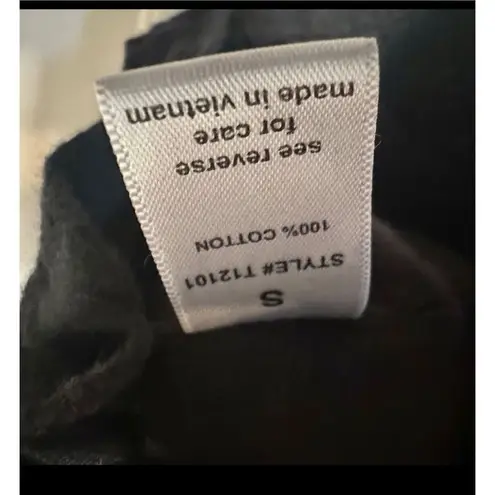 S
STYLE# T12101
100% COTTON
see reverse
for care
made in vietnam